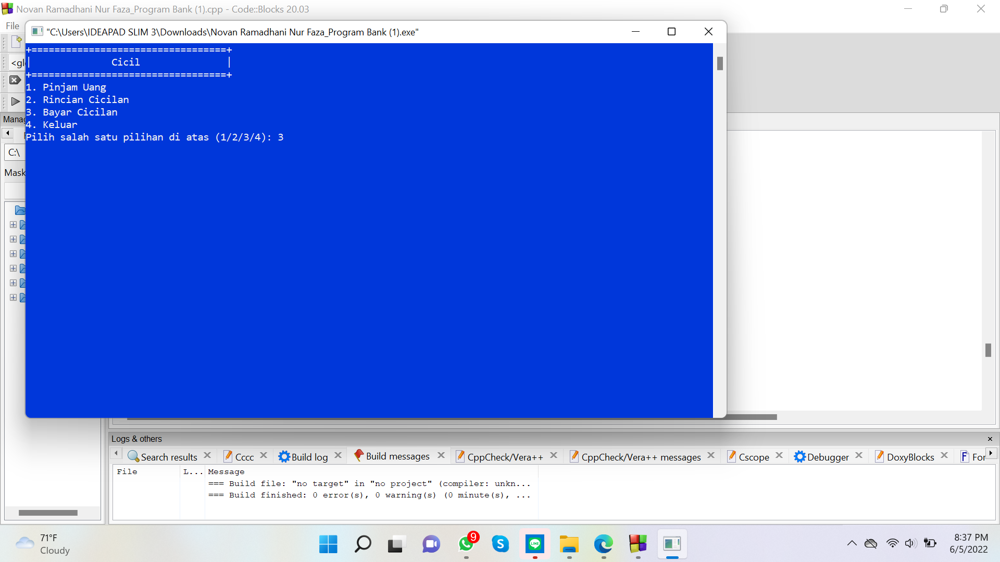 Novan Ramadhani Nur Faza_Program Bank (1).cpp - Code::Blocks 20.03
File
"C:\Users\IDEAPAD SLIM 3\Downloads\Novan Ramadhani Nur Faza_Program Bank (1).exe"
+==================================+
| Cicil |
+==================================+
1. Pinjam Uang
2. Rincian Cicilan
3. Bayar Cicilan
4. Keluar
Pilih salah satu pilihan di atas (1/2/3/4): 3
C:\
Mask
Logs & others
Search results
Cccc
Build log
Build messages
CppCheck/Vera++
CppCheck/Vera++ messages
Cscope
Debugger
DoxyBlocks
File L... Message
=== Build file: "no target" in "no project" (compiler: unkn...
=== Build finished: 0 error(s), 0 warning(s) (0 minute(s), ...
71°F
Cloudy
9
LINE
8:37 PM
6/5/2022